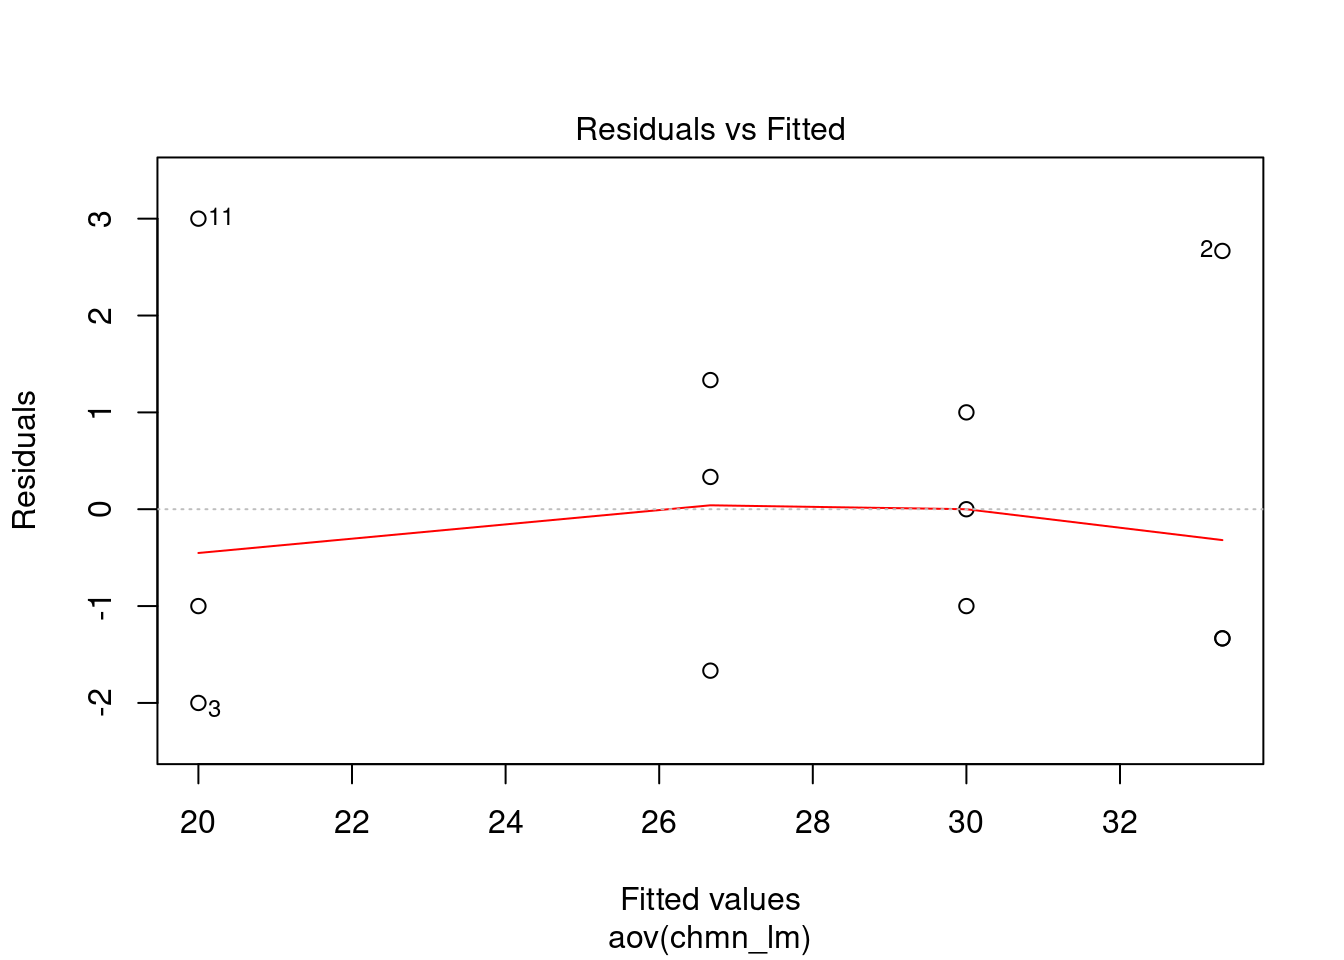 Residuals vs Fitted
Residuals
3
2
1
0
-1
-2
11
2
3
20 22 24 26 28 30 32
Fitted values
aov(chmn_lm)